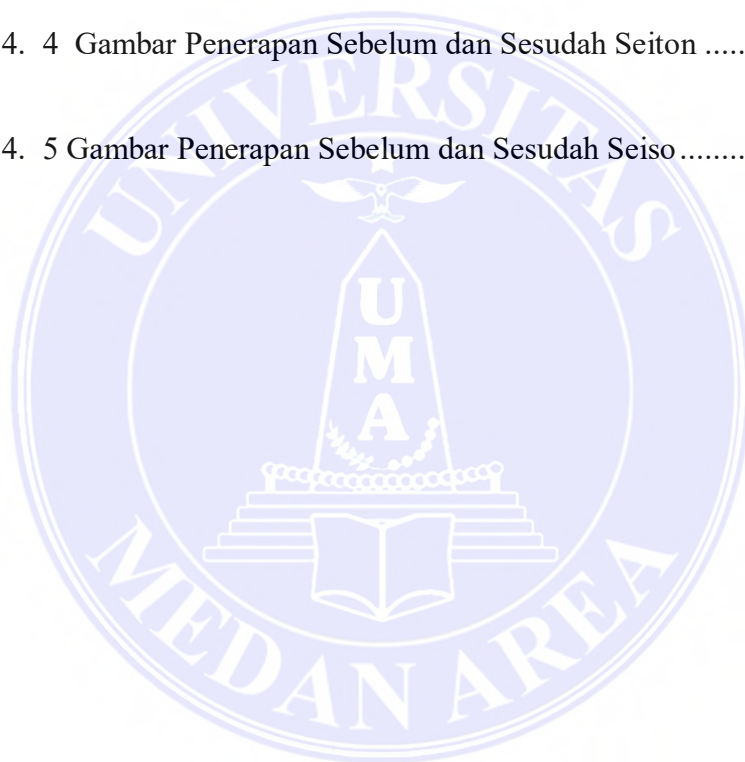 4. 4 Gambar Penerapan Sebelum dan Sesudah Seiton .....
4. 5 Gambar Penerapan Sebelum dan Sesudah Seiso ........
UNIVERSITAS
U
M
A
MEDAN AREA